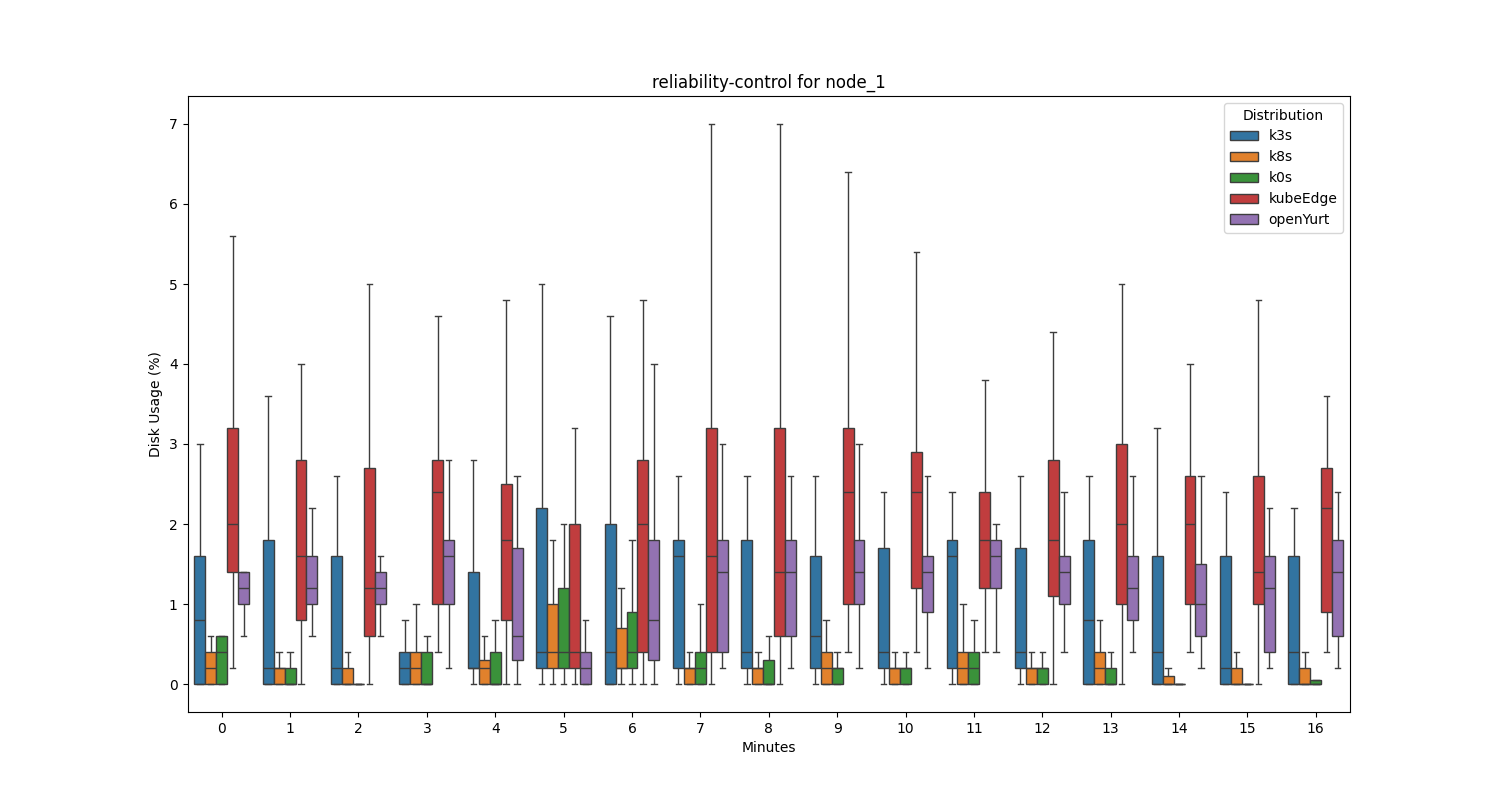 reliability-control for node_1
Distribution
k3s
k8s
k0s
kubeEdge
openYurt
Disk Usage (%)
7
6
5
4
3
2
1
0
0 1 2 3 4 5 6 7 8 9 10 11 12 13 14 15 16
Minutes